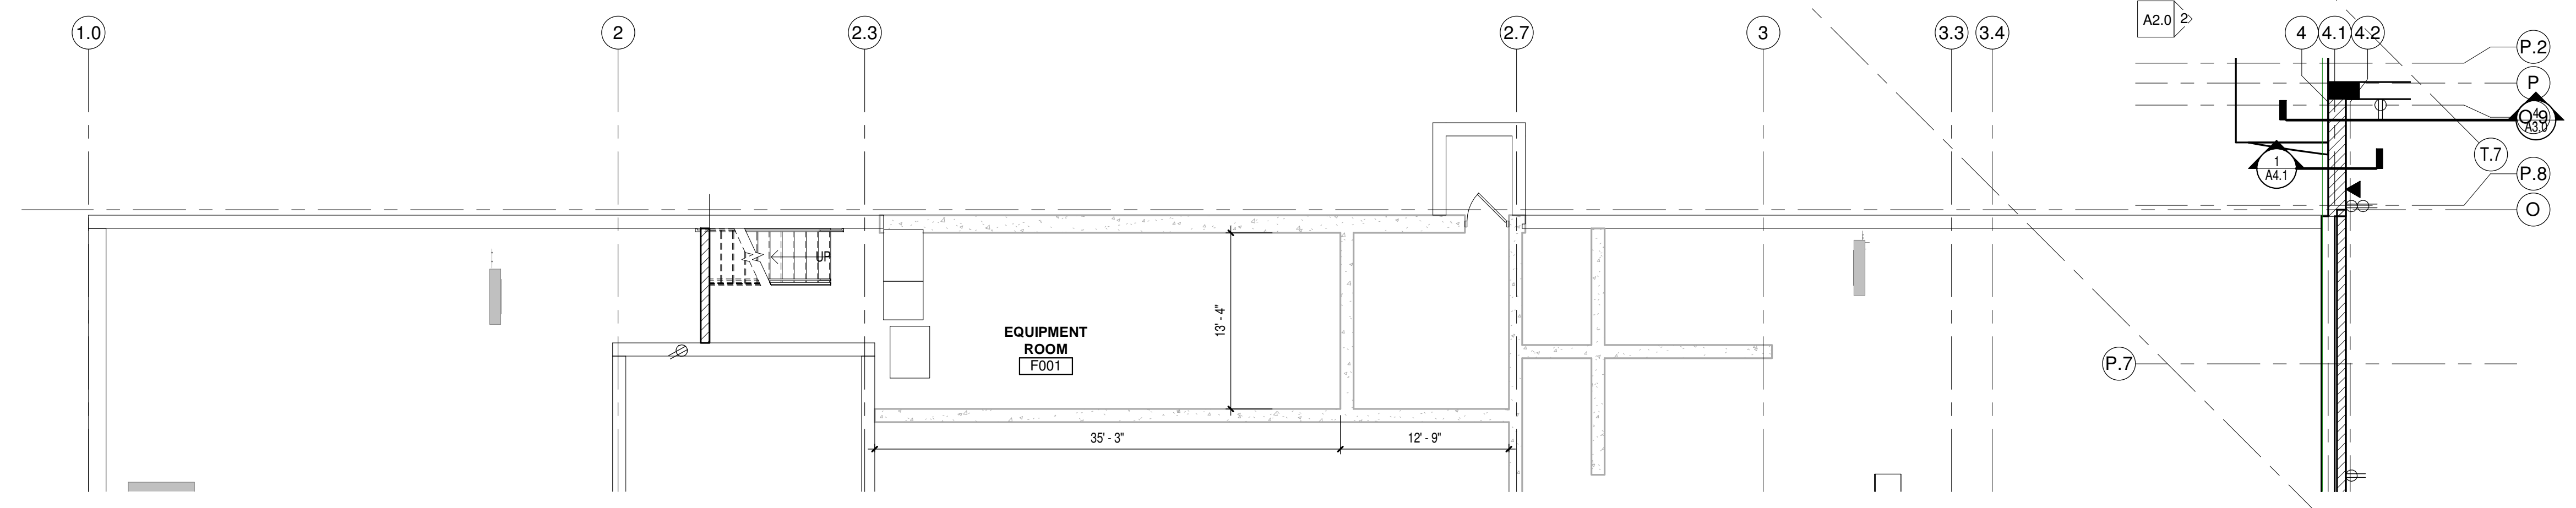 1.0
2
2.3
2.7
3
3.3
3.4
A2.0
2
4
4.1
4.2
P.2
P
O.9
4
A3.0
1
A4.1
T.7
P.8
O
UP
13' - 4"
EQUIPMENT
ROOM
F001
P.7
35' - 3"
12' - 9"